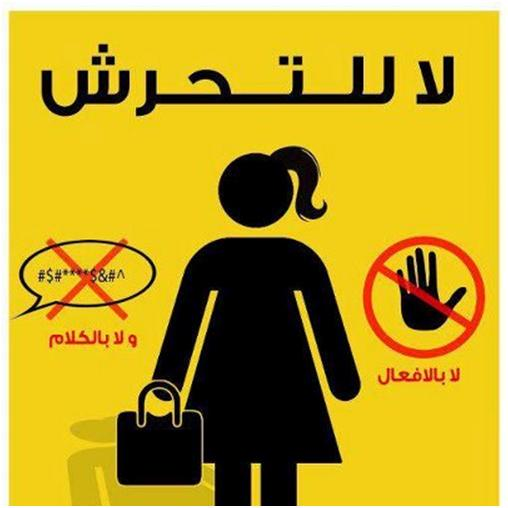 لا للتحرش
لا بالافعال
#$#****$&#^
و لا بالكلام